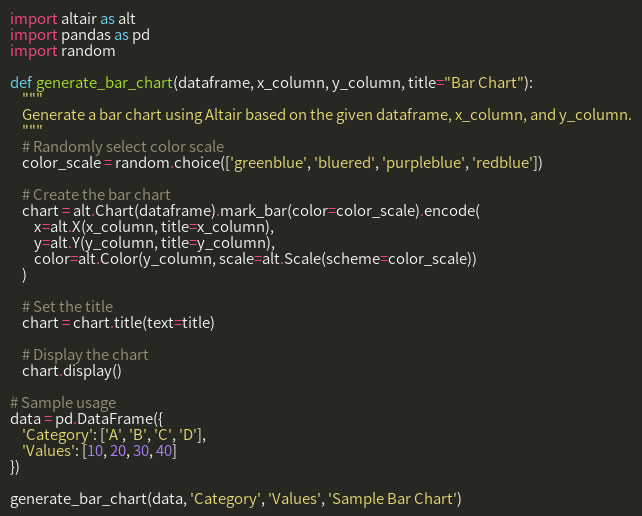 import altair as alt
import pandas as pd
import random

def generate_bar_chart(dataframe, x_column, y_column, title="Bar Chart"):
    """
    Generate a bar chart using Altair based on the given dataframe, x_column, and y_column.
    """
    # Randomly select color scale
    color_scale = random.choice(['greenblue', 'bluered', 'purpleblue', 'redblue'])

    # Create the bar chart
    chart = alt.Chart(dataframe).mark_bar(color=color_scale).encode(
        x=alt.X(x_column, title=x_column),
        y=alt.Y(y_column, title=y_column),
        color=alt.Color(y_column, scale=alt.Scale(scheme=color_scale))
    )

    # Set the title
    chart = chart.title(text=title)

    # Display the chart
    chart.display()

# Sample usage
data = pd.DataFrame({
    'Category': ['A', 'B', 'C', 'D'],
    'Values': [10, 20, 30, 40]
})

generate_bar_chart(data, 'Category', 'Values', 'Sample Bar Chart')